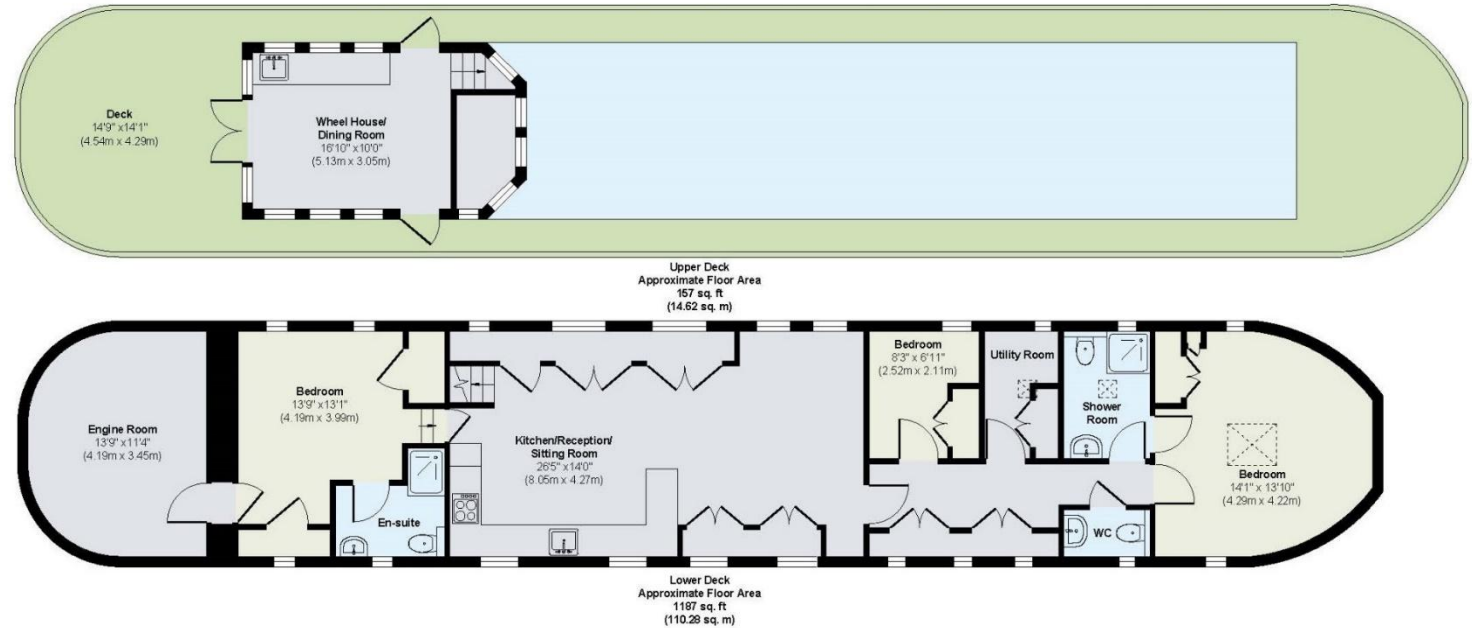 Deck
14'9" x14'1"
(4.54m x 4.29m)
Wheel House/
Dining Room
16'10" x10'0"
(5.13m x 3.05m)
Upper Deck
Approximate Floor Area
157 sq. ft
(14.62 sq. m)
Engine Room
13'9" x11'4"
(4.19m x 3.45m)
Bedroom
13'9" x13'1"
(4.19m x 3.99m)
En-suite
Kitchen/Reception/
Sitting Room
26'5" x14'0"
(8.05m x 4.27m)
Bedroom
8'3" x 6'11"
(2.52m x 2.11m)
Utility Room
Shower
Room
WC
Bedroom
14'1" x 13'10"
(4.29m x 4.22m)
Lower Deck
Approximate Floor Area
1187 sq. ft
(110.28 sq. m)